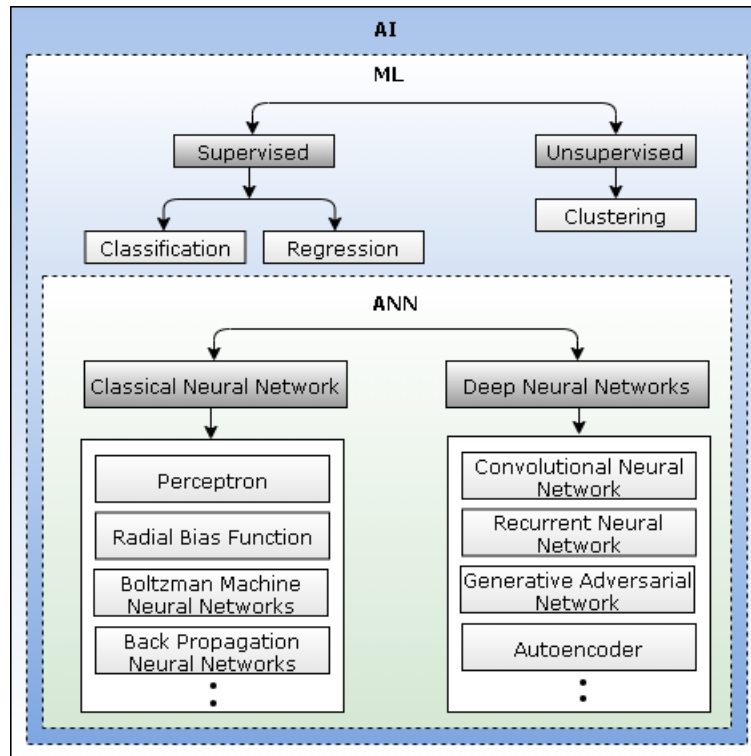 AI
ML
Supervised
Unsupervised
Classification
Regression
Clustering
ANN
Classical Neural Network
Deep Neural Networks
Perceptron
Radial Bias Function
Boltzman Machine
Neural Networks
Back Propagation
Neural Networks
Convolutional Neural
Network
Recurrent Neural
Network
Generative Adversarial
Network
Autoencoder